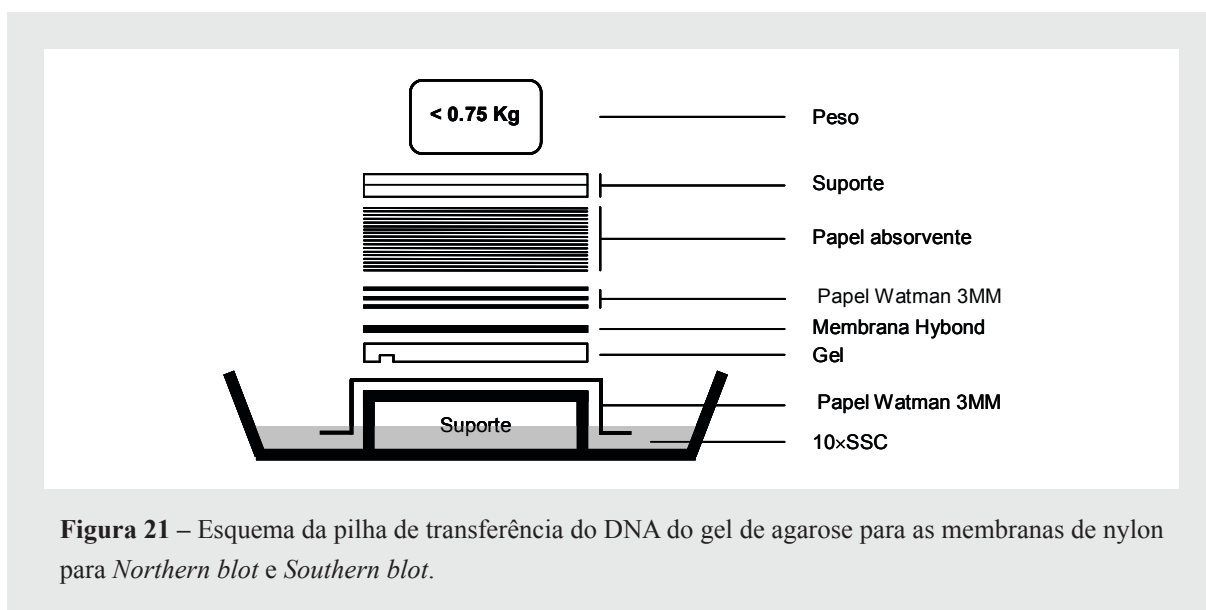 < 0.75 Kg
Peso
Suporte
Papel absorvente
Papel Watman 3MM
Membrana Hybond
Gel
Papel Watman 3MM
Suporte
10×SSC
Figura 21 – Esquema da pilha de transferência do DNA do gel de agarose para as membranas de nylon
para Northern blot e Southern blot.